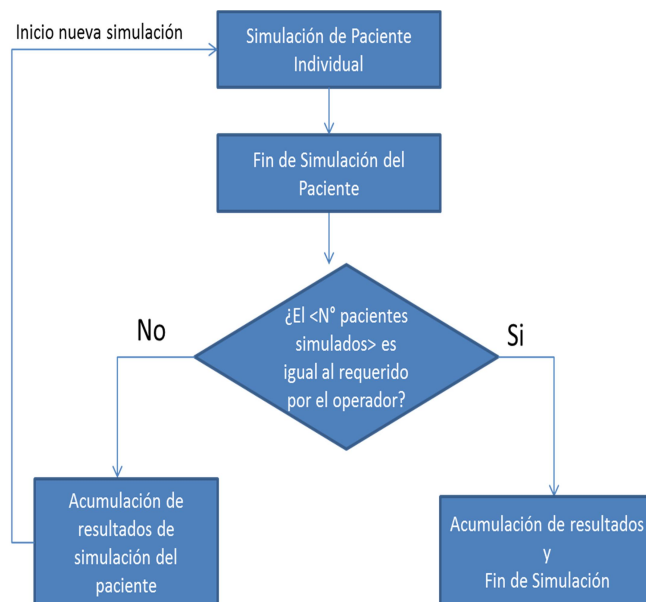 Inicio nueva simulación
Simulación de Paciente
Individual
Fin de Simulación del
Paciente
¿El <N° pacientes
simulados> es
igual al requerido
por el operador?
No
Si
Acumulación de
resultados de
simulación del
paciente
Acumulación de resultados
y
Fin de Simulación